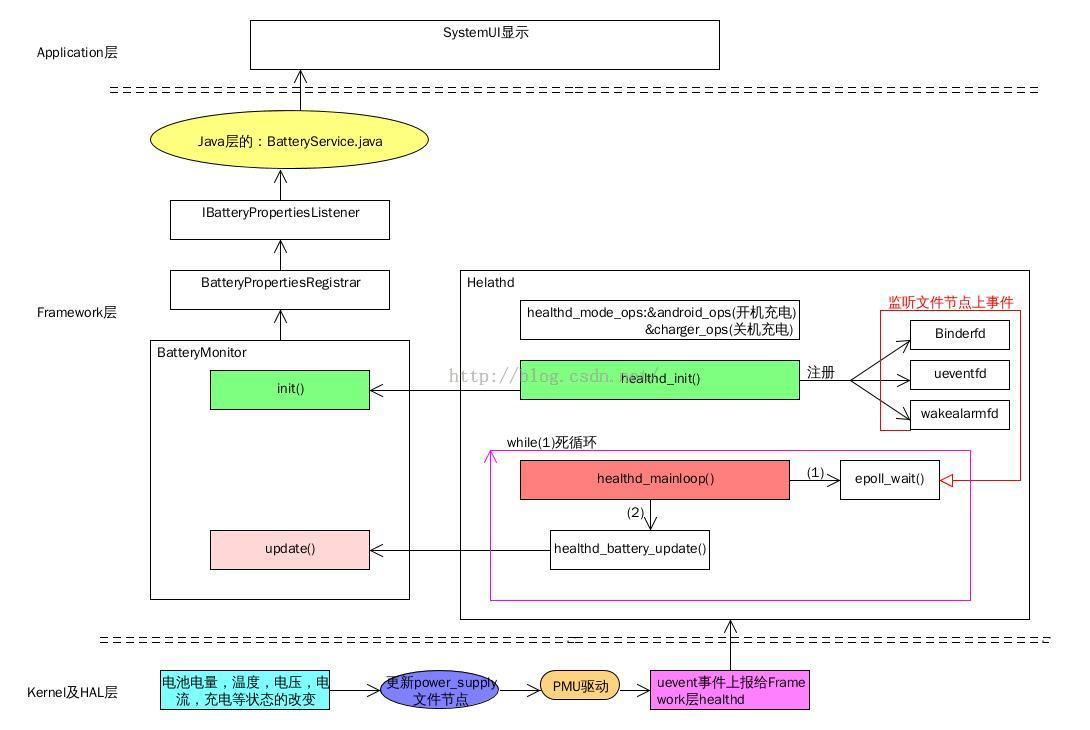 SystemUI显示
Application层
Java层的：BatteryService.java
IBatteryPropertiesListener
BatteryPropertiesRegistrar
Framework层
BatteryMonitor
init()
update()
Helathd
healthd_mode_ops:&android_ops(开机充电)
&charger_ops(关机充电)
监听文件节点上事件
Binderfd
http://blog.csdn.net/
healthd_init()
注册
ueventfd
wakealarmfd
while(1)死循环
healthd_mainloop()
(1)
epoll_wait()
(2)
healthd_battery_update()
Kernel及HAL层
电池电量，温度，电压，电
流，充电等状态的改变
更新power_supply
文件节点
PMU驱动
uevent事件上报给Frame
work层healthd